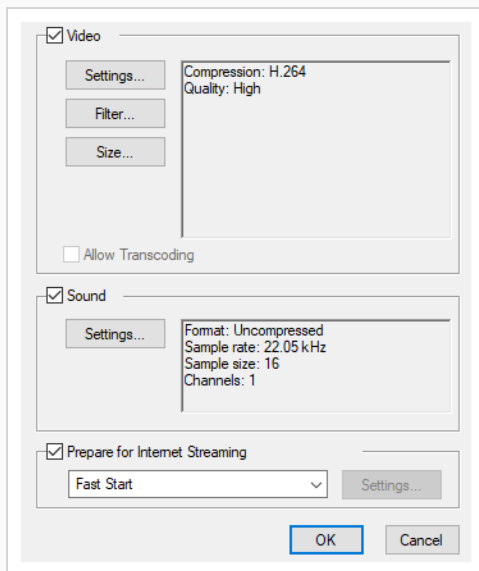 Video
Settings...
Compression: H.264
Quality: High
Filter...
Size...
Allow Transcoding
Sound
Settings...
Format: Uncompressed
Sample rate: 22.05 kHz
Sample size: 16
Channels: 1
Prepare for Internet Streaming
Fast Start
Settings...
OK
Cancel